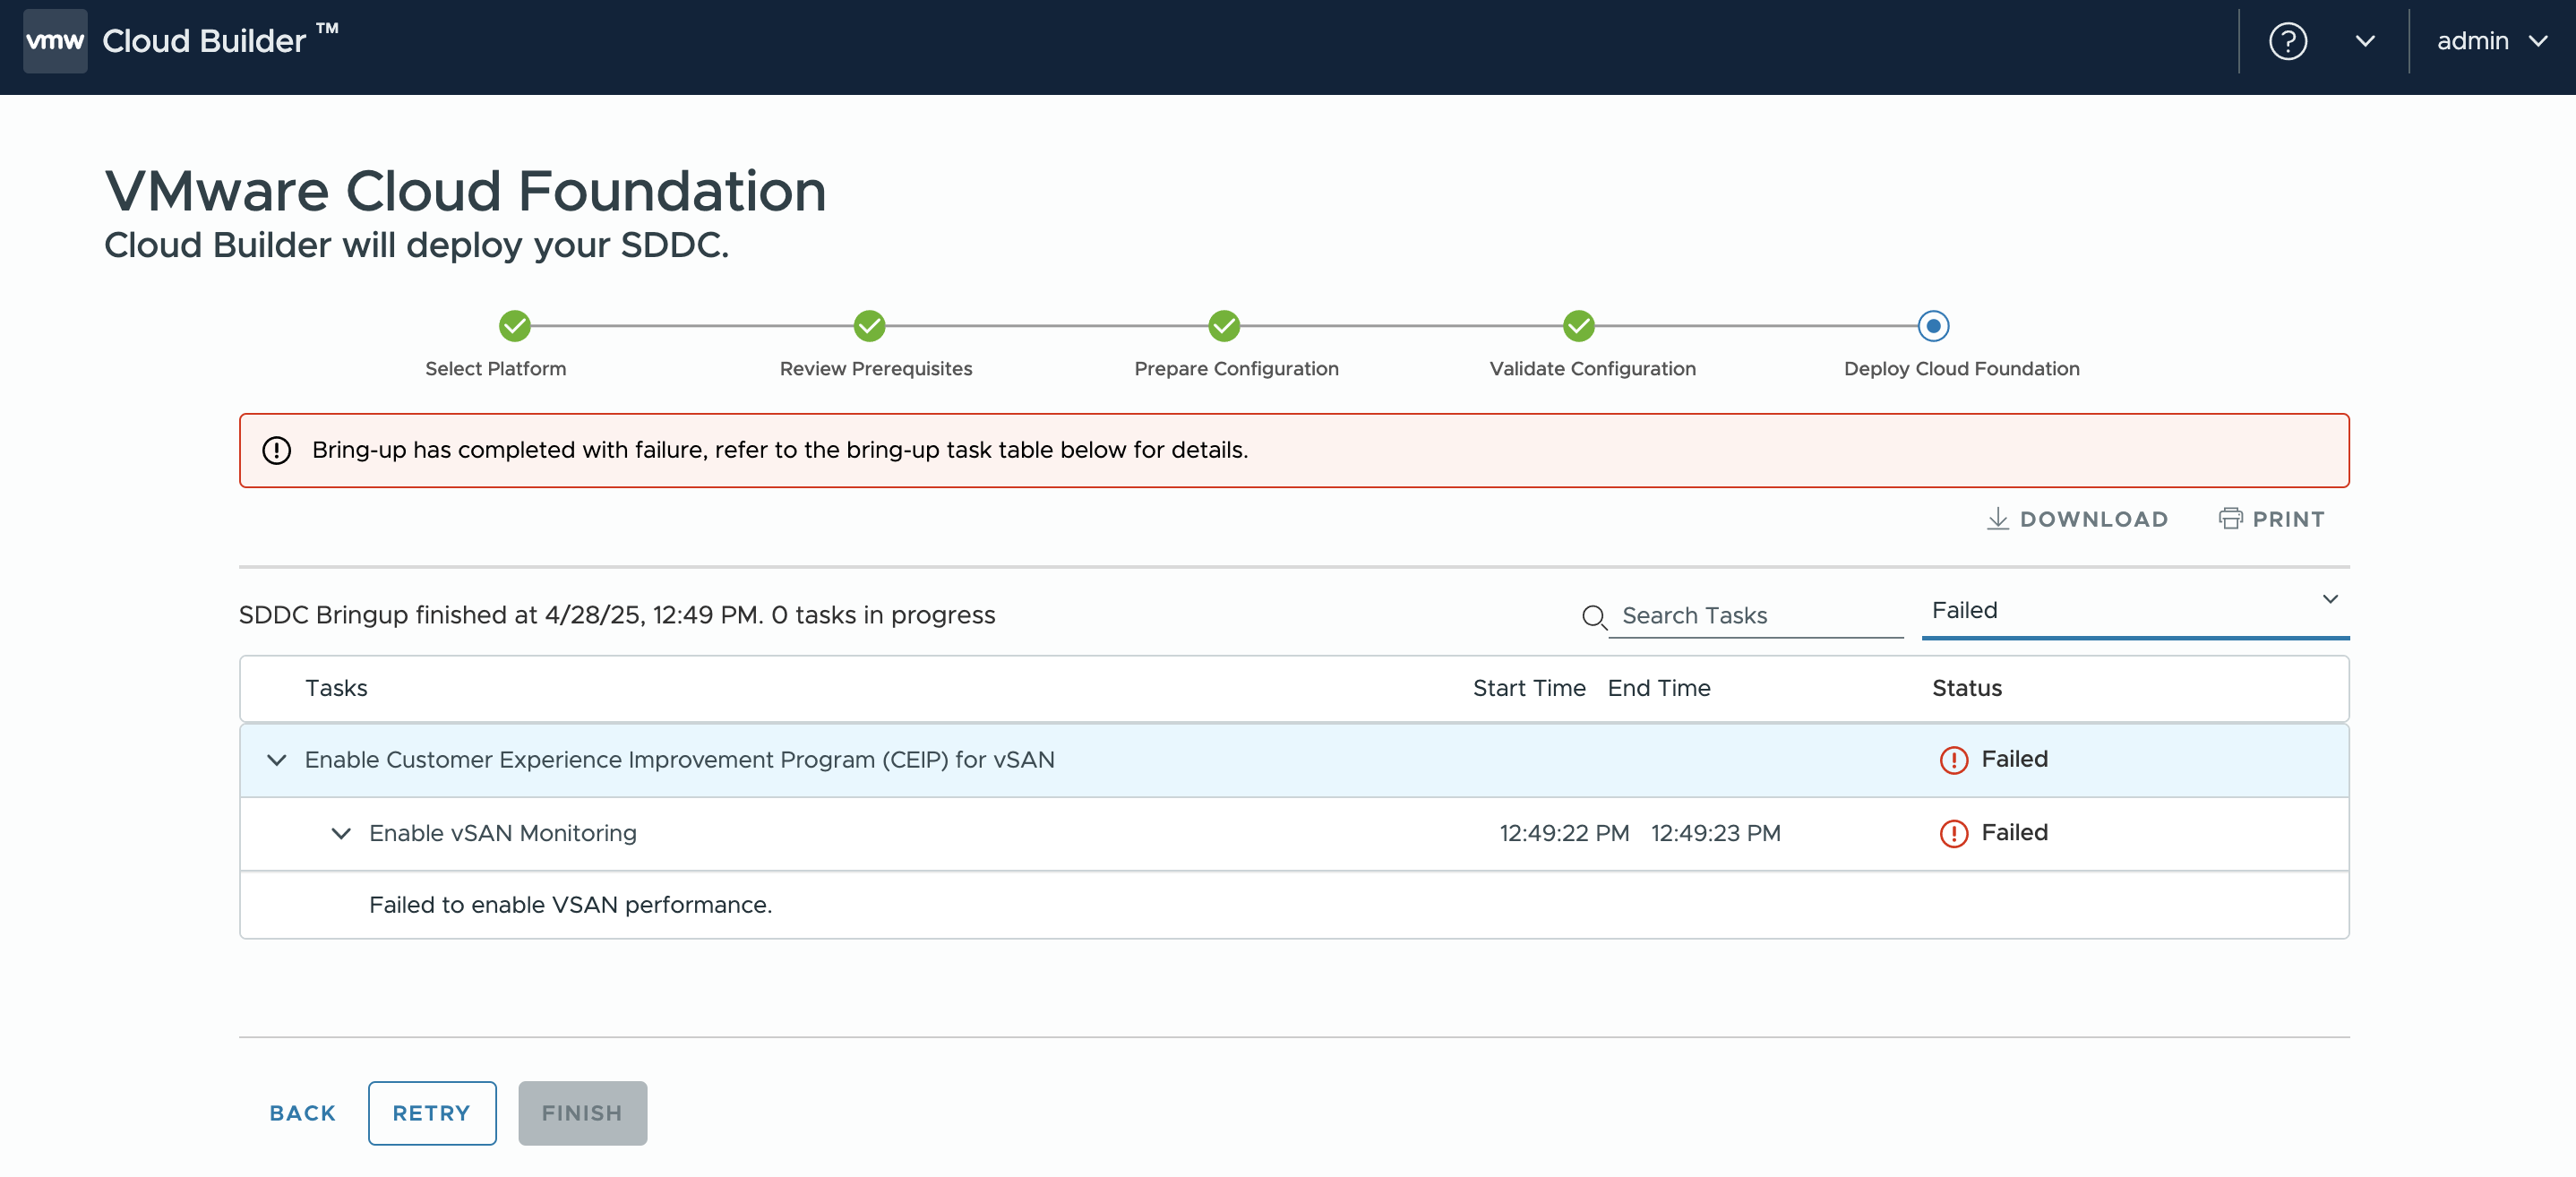 vmw Cloud Builder ™ admin
VMware Cloud Foundation
Cloud Builder will deploy your SDDC.
Select Platform Review Prerequisites Prepare Configuration Validate Configuration Deploy Cloud Foundation
Bring-up has completed with failure, refer to the bring-up task table below for details.
DOWNLOAD PRINT
SDDC Bringup finished at 4/28/25, 12:49 PM. 0 tasks in progress Search Tasks Failed
Tasks Start Time End Time Status
Enable Customer Experience Improvement Program (CEIP) for vSAN Failed
Enable vSAN Monitoring 12:49:22 PM 12:49:23 PM Failed
Failed to enable VSAN performance.
BACK RETRY FINISH